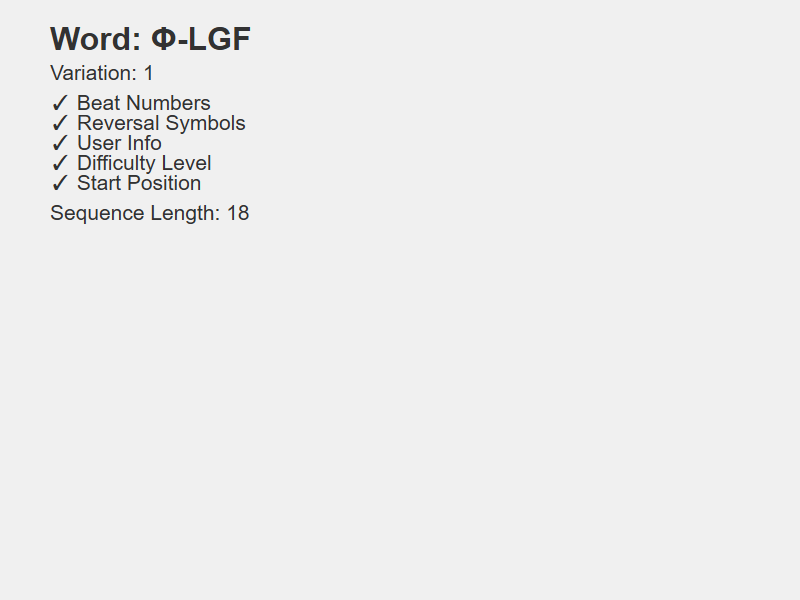 Word: Φ-LGF
Variation: 1
✓ Beat Numbers
✓ Reversal Symbols
✓ User Info
✓ Difficulty Level
✓ Start Position
Sequence Length: 18